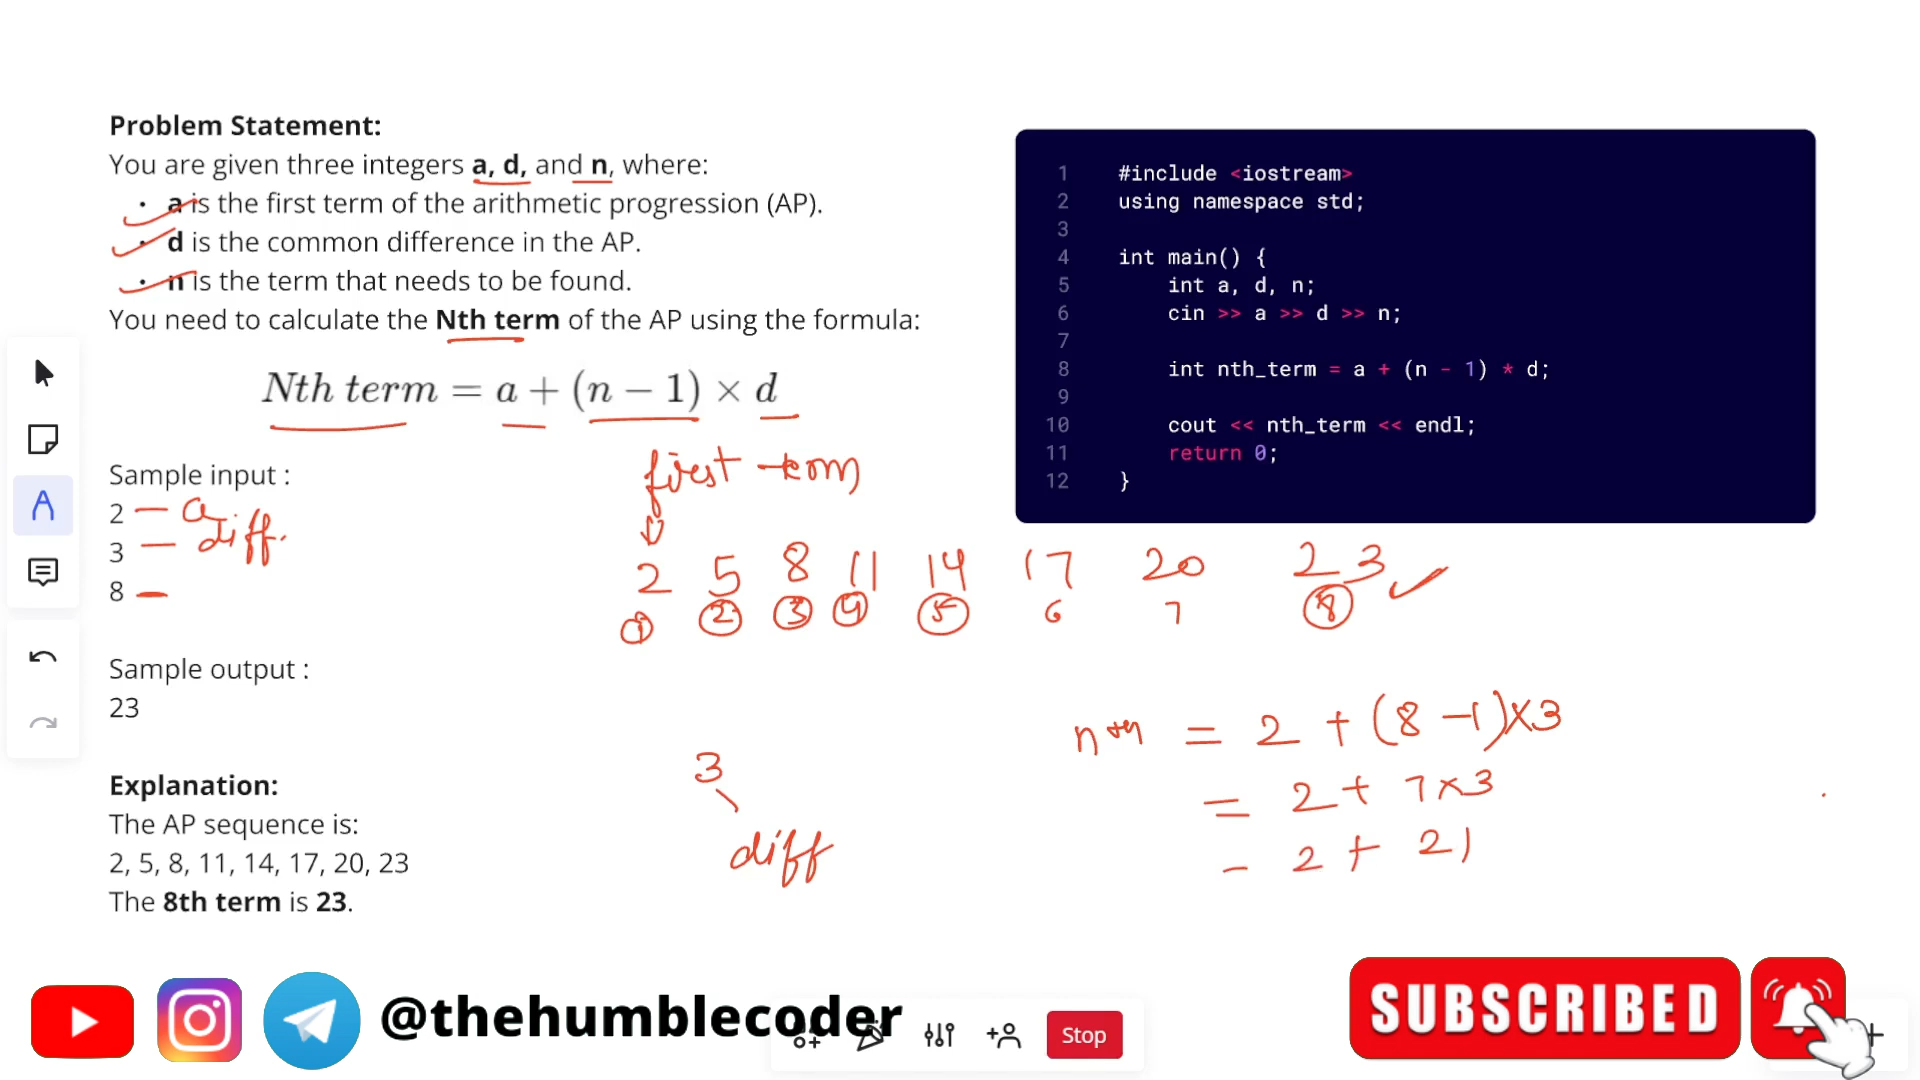 Problem Statement:
You are given three integers a, d, and n, where:
• a is the first term of the arithmetic progression (AP).
• d is the common difference in the AP.
• n is the term that needs to be found.
You need to calculate the Nth term of the AP using the formula:
Nth term = a + (n − 1) × d
Sample input :
2 — a
3 — diff.
8 —
Sample output :
23
Explanation:
The AP sequence is:
2, 5, 8, 11, 14, 17, 20, 23
The 8th term is 23.
1 #include <iostream>
2 using namespace std;
3
4 int main() {
5 int a, d, n;
6 cin >> a >> d >> n;
7
8 int nth_term = a + (n - 1) * d;
9
10 cout << nth_term << endl;
11 return 0;
12 }
first term
2 5 8 11 14 17 20 23
1 2 3 4 5 6 7 8
3
diff
nth = 2 + (8 - 1) × 3
= 2 + 7 × 3
- 2 + 21
@thehumblecoder
Stop
SUBSCRIBED